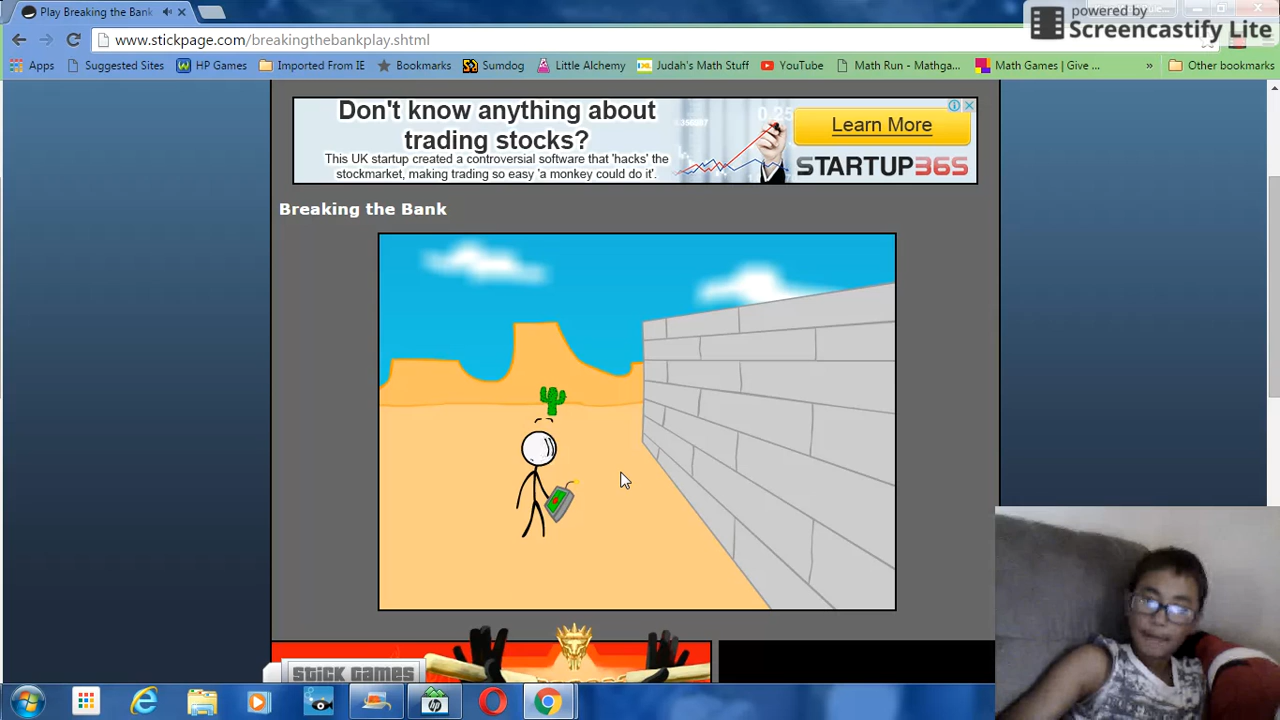 Play Breaking the Bank
powered by
Screencastify Lite
www.stickpage.com/breakingthebankplay.shtml
Apps
Suggested Sites
HP Games
Imported From IE
Bookmarks
Sumdog
Little Alchemy
Judah's Math Stuff
YouTube
Math Run - Mathga...
Math Games | Give ...
»
Other bookmarks
Don't know anything about
trading stocks?
This UK startup created a controversial software that 'hacks' the
stockmarket, making trading so easy 'a monkey could do it'.
Learn More
STARTUP365
Breaking the Bank
STICK GAMES